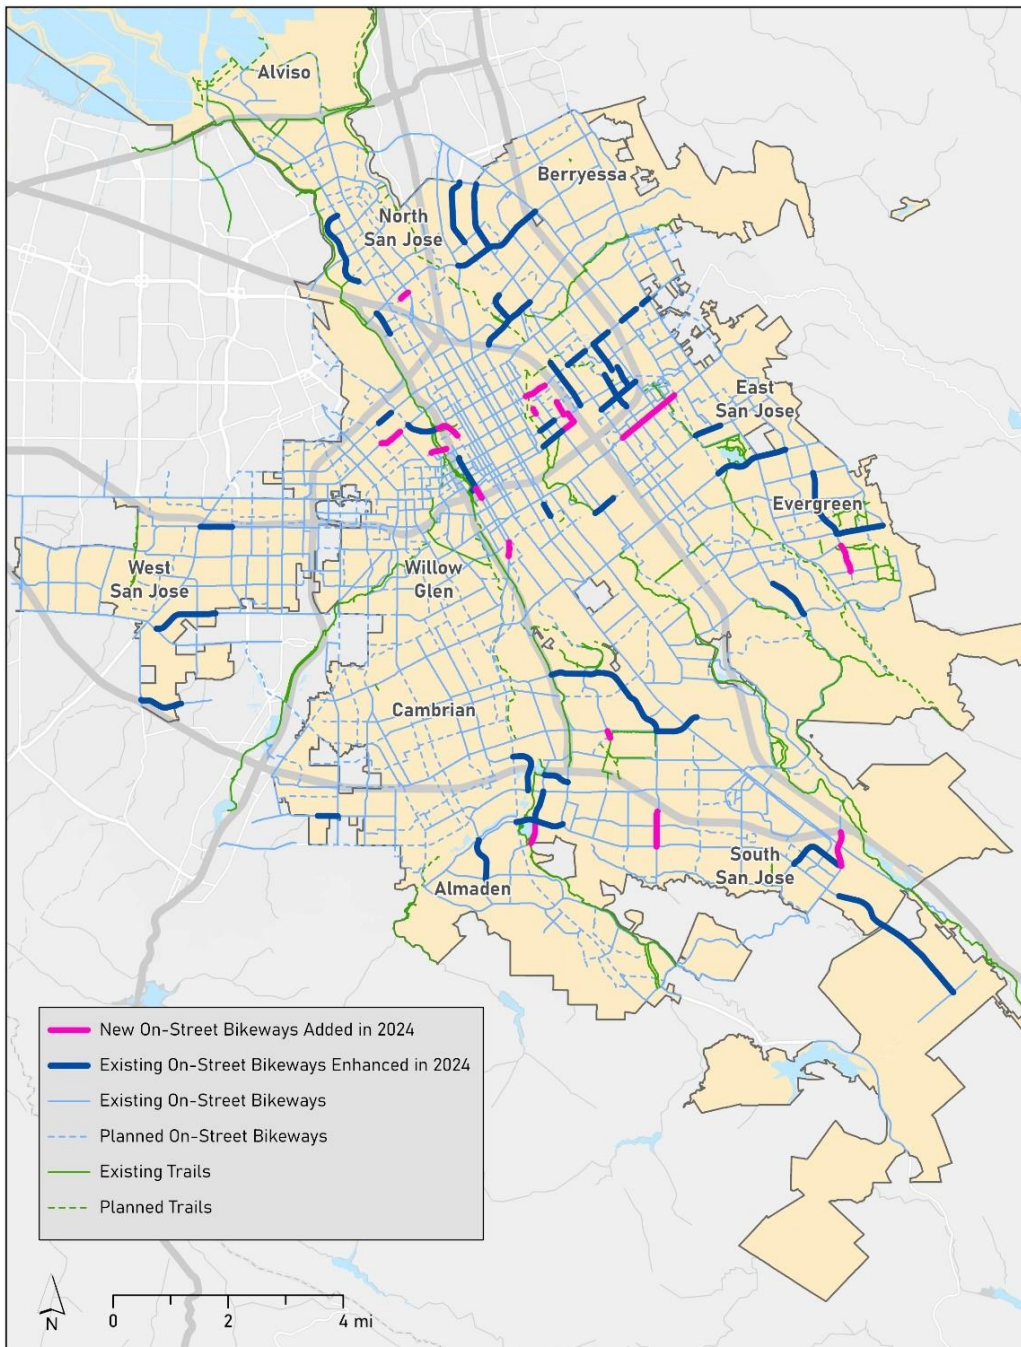 Alviso
Berryessa
North
San Jose
East
San Jose
Evergreen
West
San Jose
Willow
Glen
Cambrian
South
San Jose
Almaden
New On-Street Bikeways Added in 2024
Existing On-Street Bikeways Enhanced in 2024
Existing On-Street Bikeways
Planned On-Street Bikeways
Existing Trails
Planned Trails
N
0 2 4 mi